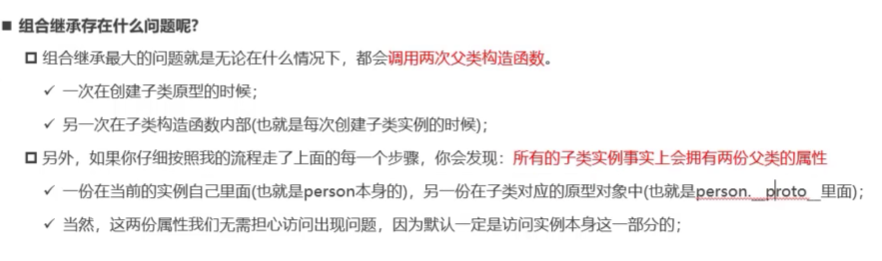 ■ 组合继承存在什么问题呢?
组合继承最大的问题就是无论在什么情况下，都会调用两次父类构造函数。
✓ 一次在创建子类原型的时候；
✓ 另一次在子类构造函数内部(也就是每次创建子类实例的时候)；
另外，如果你仔细按照我的流程走了上面的每一个步骤，你会发现：所有的子类实例事实上会拥有两份父类的属性
✓ 一份在当前的实例自己里面(也就是person本身的)，另一份在子类对应的原型对象中(也就是person.__proto__里面)；
✓ 当然，这两份属性我们无需担心访问出现问题，因为默认一定是访问实例本身这一部分的；